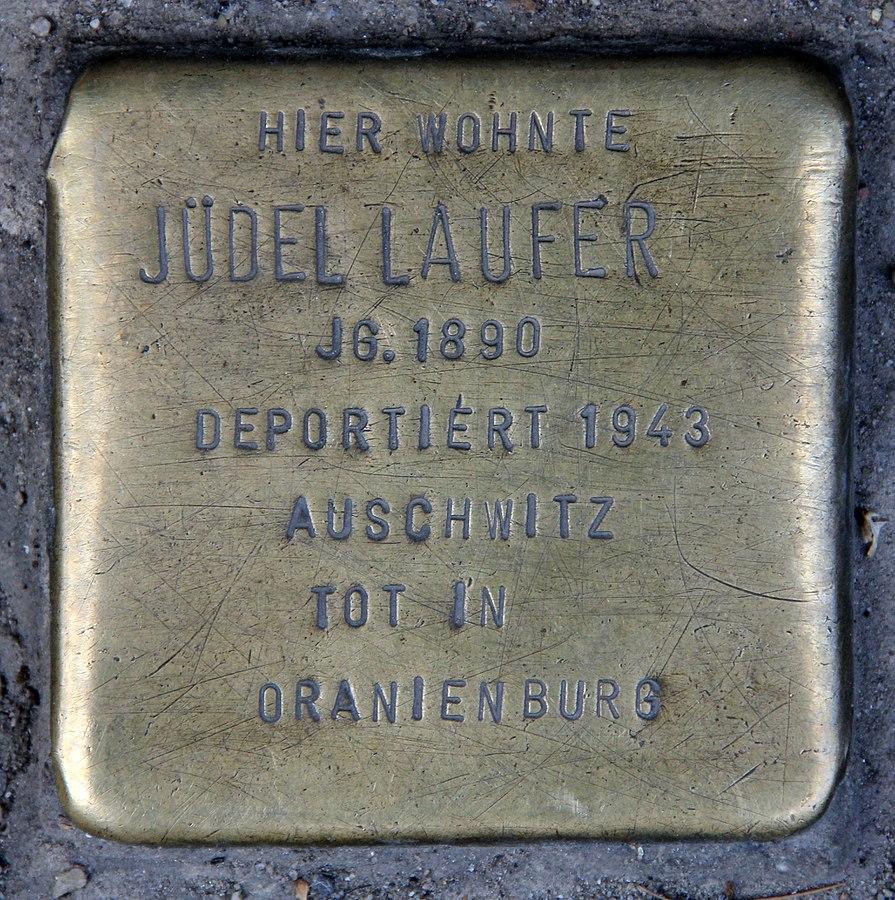 HIER WOHNTE
JÜDEL LAUFER
JG. 1890
DEPORTIERT 1943
AUSCHWITZ
TOT IN
ORANIENBURG